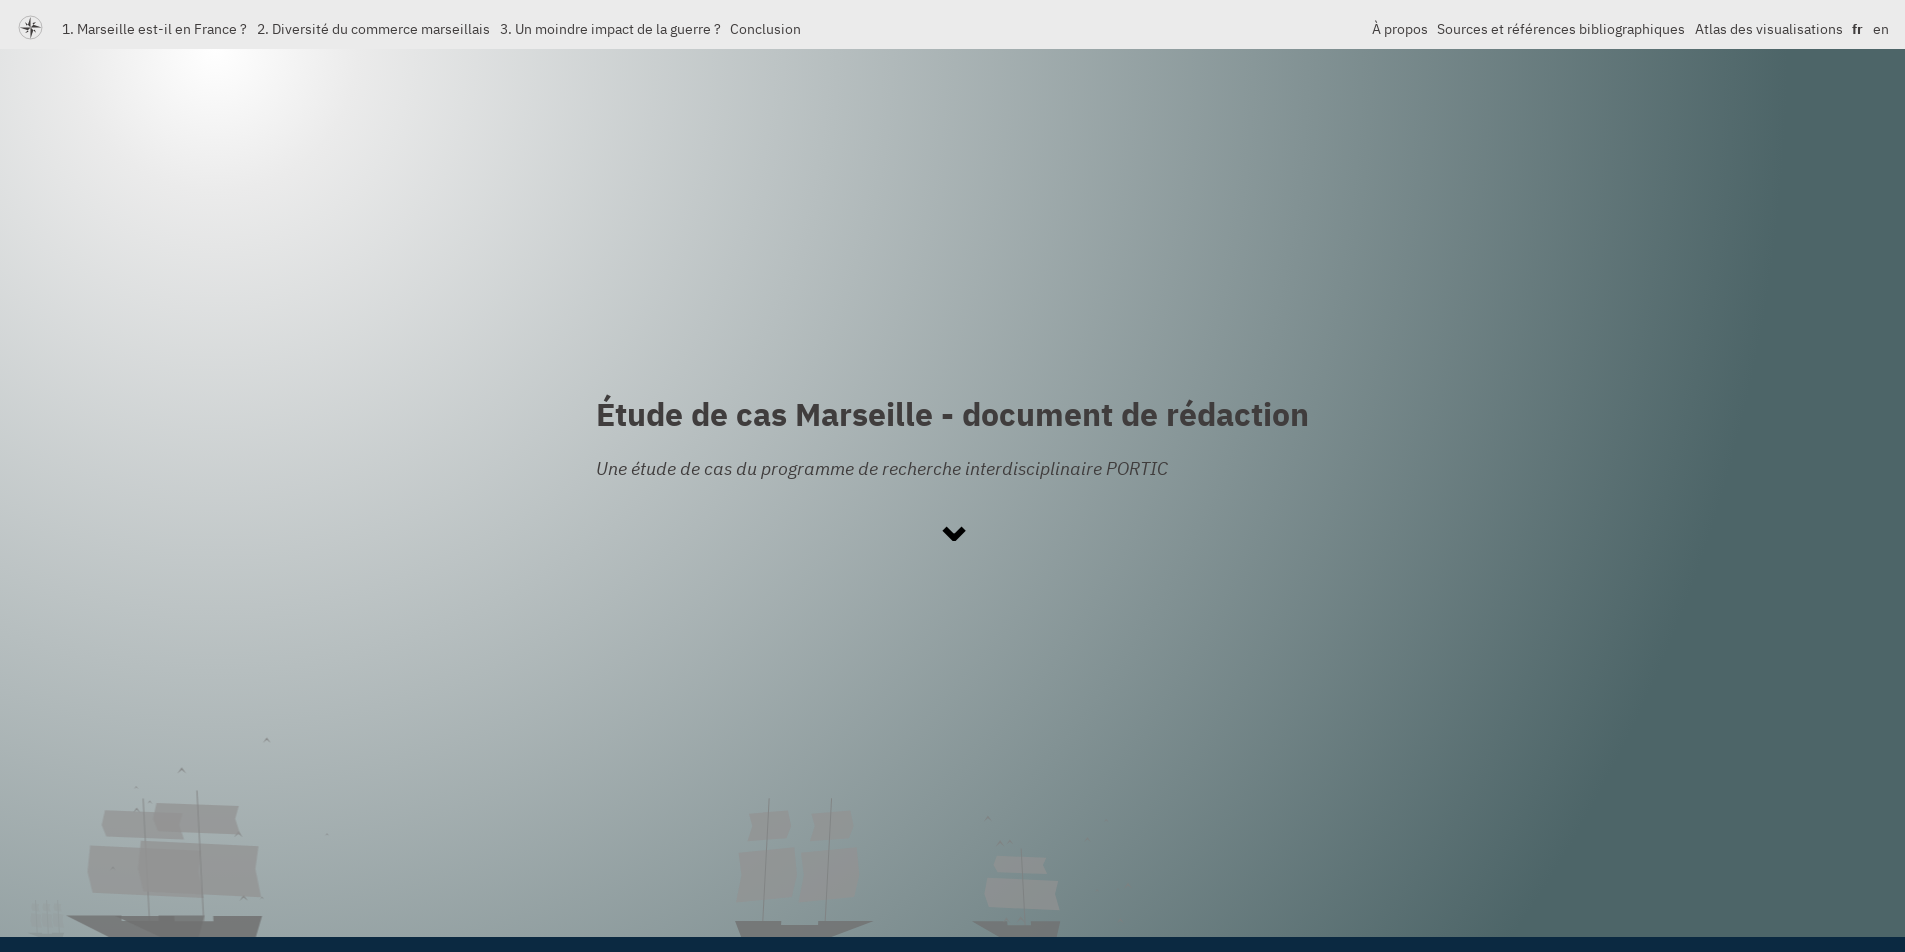 1. Marseille est-il en France ? 2. Diversité du commerce marseillais 3. Un moindre impact de la guerre ? Conclusion À propos Sources et références bibliographiques Atlas des visualisations fr en
Étude de cas Marseille - document de rédaction
Une étude de cas du programme de recherche interdisciplinaire PORTIC